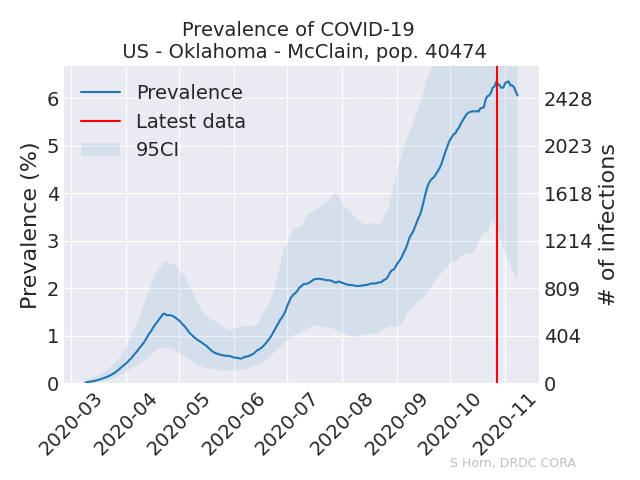 Prevalence of COVID-19
US - Oklahoma - McClain, pop. 40474
Prevalence
Latest data
95CI
Prevalence (%)
6
5
4
3
2
1
0
2428
2023
1618
1214
809
404
0
# of infections
2020-03
2020-04
2020-05
2020-06
2020-07
2020-08
2020-09
2020-10
2020-11
S Horn, DRDC CORA